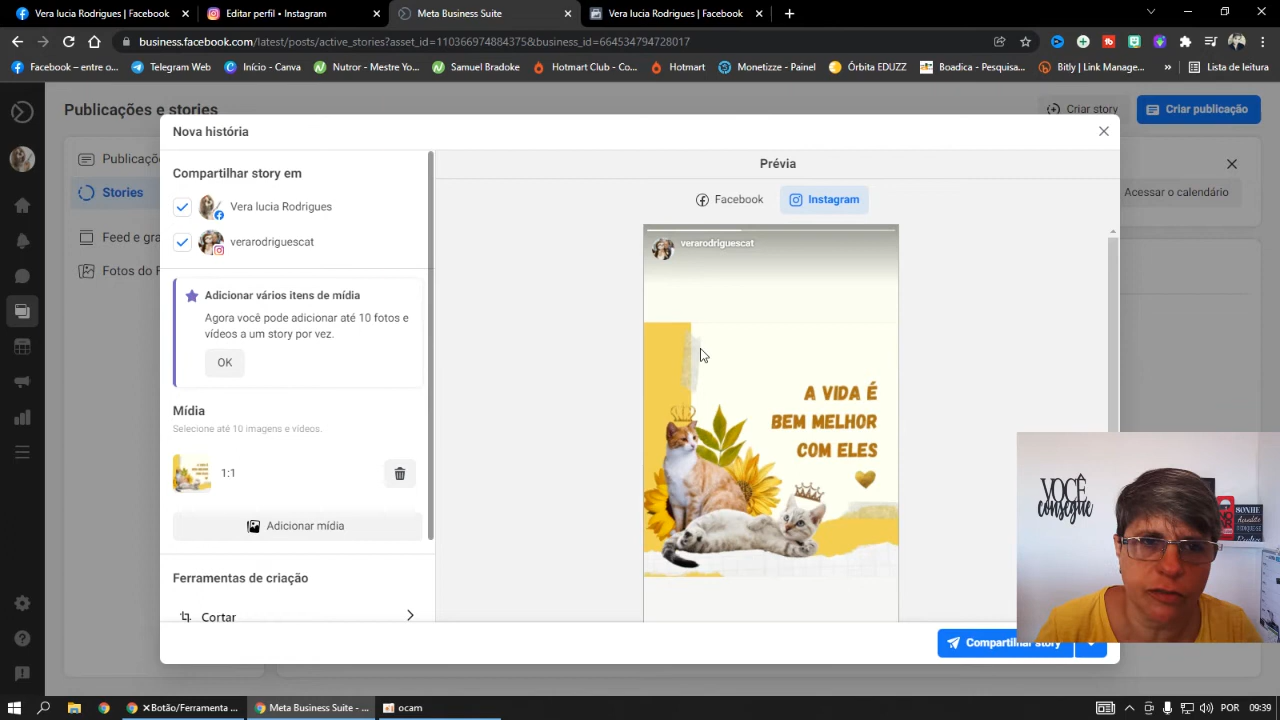 Vera lucia Rodrigues | Facebook
Editar perfil • Instagram
Meta Business Suite
Vera lucia Rodrigues | Facebook
business.facebook.com/latest/posts/active_stories?asset_id=110366974884375&business_id=664534794728017
Facebook – entre o...
Telegram Web
Início - Canva
Nutror - Mestre Yo...
Samuel Bradoke
Hotmart Club - Co...
Hotmart
Monetizze - Painel
Órbita EDUZZ
Boadica - Pesquisa...
Bitly | Link Manage...
»
Lista de leitura
Publicações e stories
Criar story
Criar publicação
Nova história
Publicaçõ
Stories
Feed e gra
Fotos do F
Acessar o calendário
Compartilhar story em
Vera lucia Rodrigues
verarodriguescat
Adicionar vários itens de mídia
Agora você pode adicionar até 10 fotos e
vídeos a um story por vez.
OK
Mídia
Selecione até 10 imagens e vídeos.
1:1
Adicionar mídia
Ferramentas de criação
Cortar
Prévia
Facebook
Instagram
verarodriguescat
A VIDA É
BEM MELHOR
COM ELES
Compartilhar story
VOCÊ
consegue
SONHE
×Botão/Ferramenta ...
Meta Business Suite - ...
ocam
POR
09:39